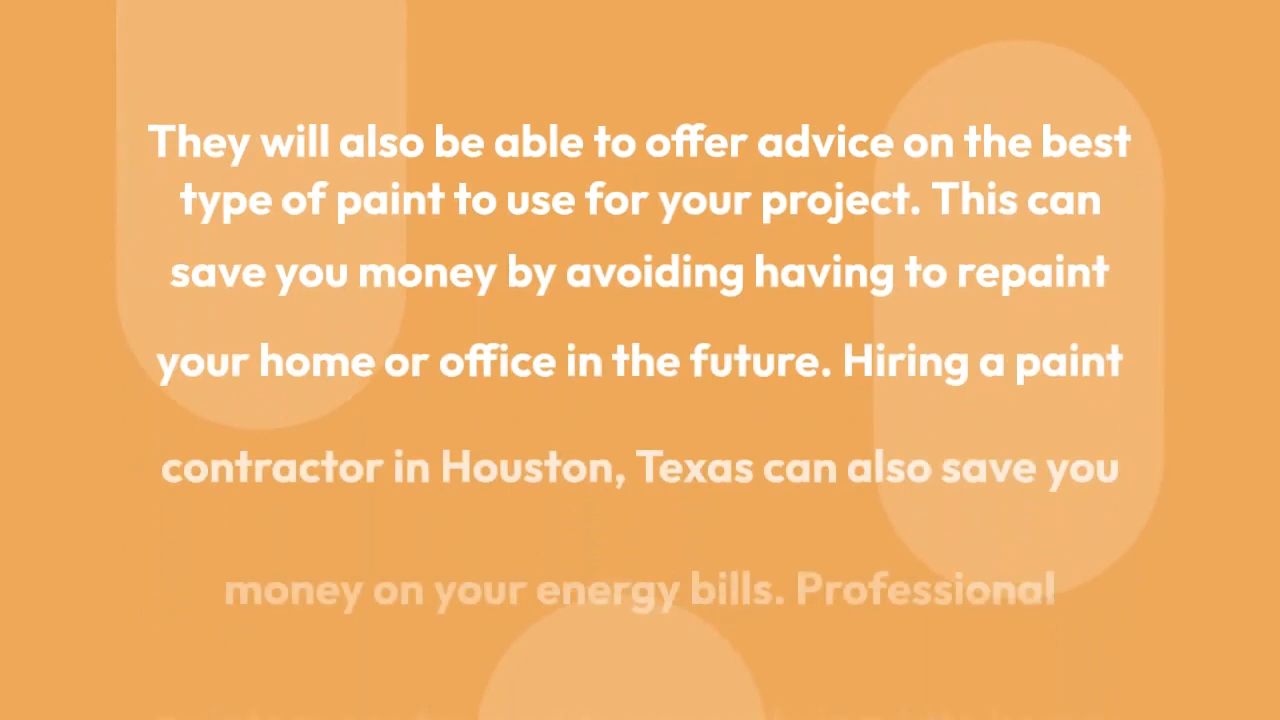 They will also be able to offer advice on the best
type of paint to use for your project. This can
save you money by avoiding having to repaint
your home or office in the future. Hiring a paint
contractor in Houston, Texas can also save you
money on your energy bills. Professional